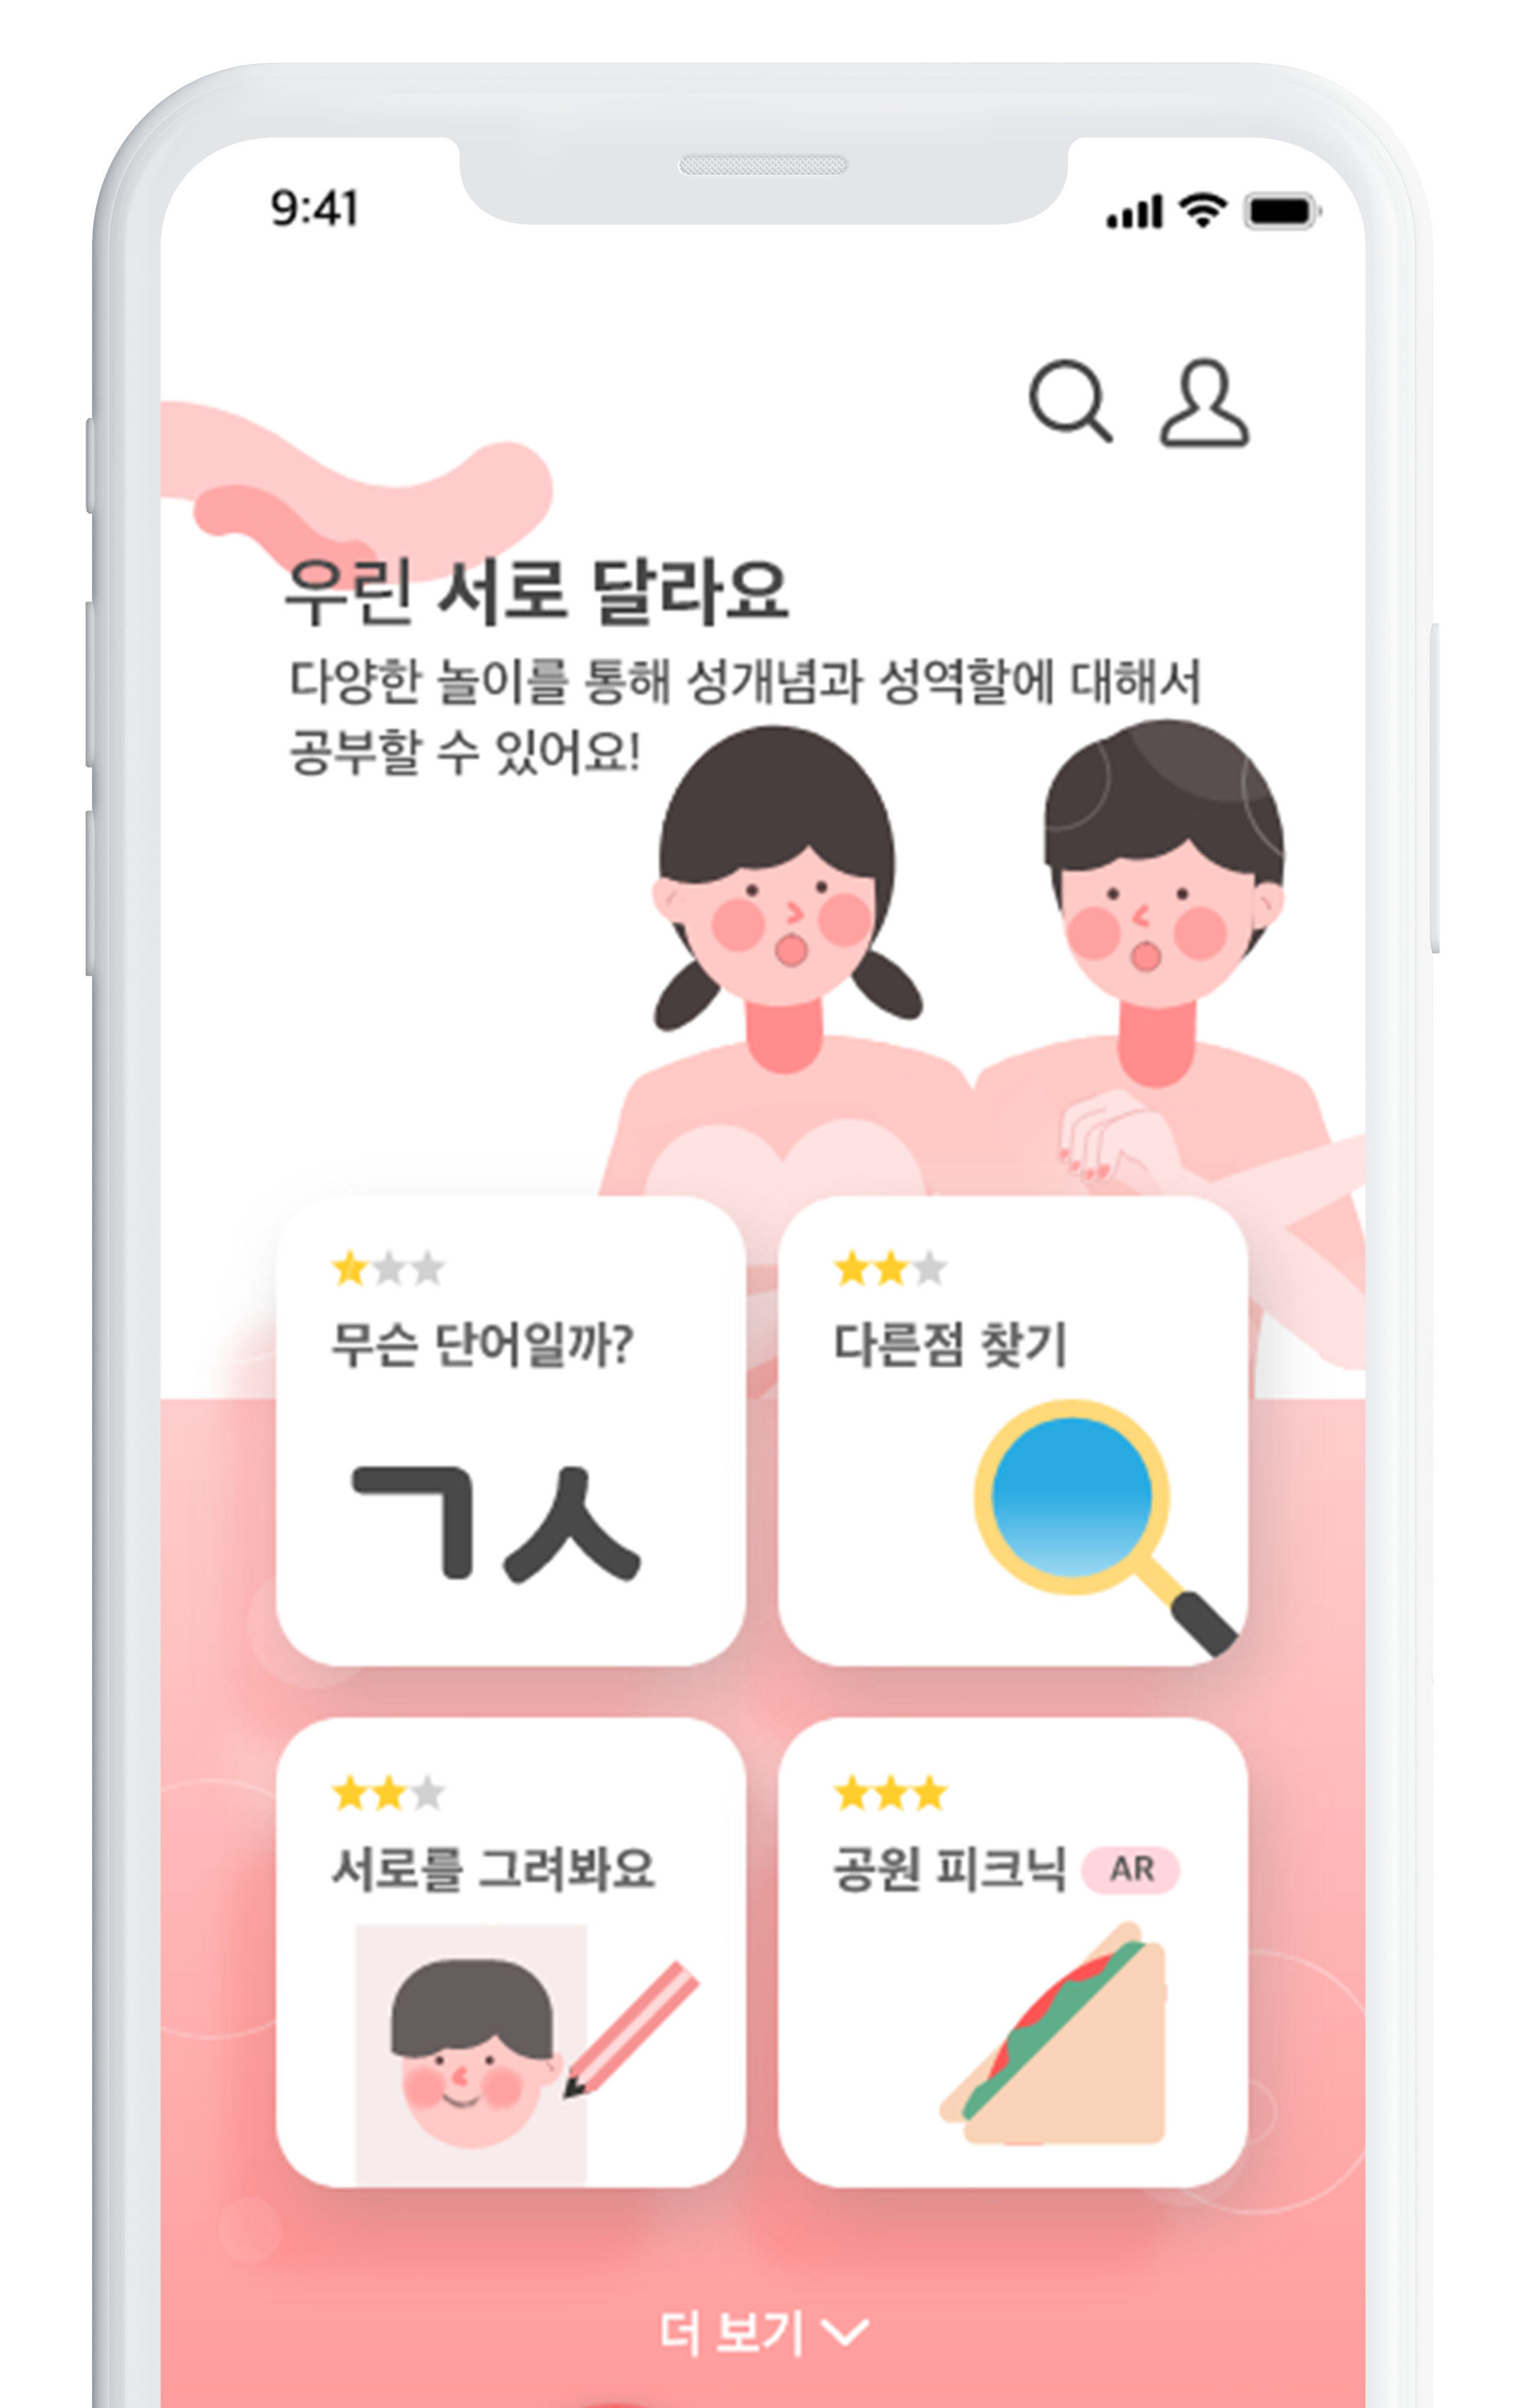 9:41
우린 서로 달라요
다양한 놀이를 통해 성개념과 성역할에 대해서
공부할 수 있어요!
무슨 단어일까?
ㄱㅅ
다른점 찾기
서로를 그려봐요
공원 피크닉 AR
더 보기